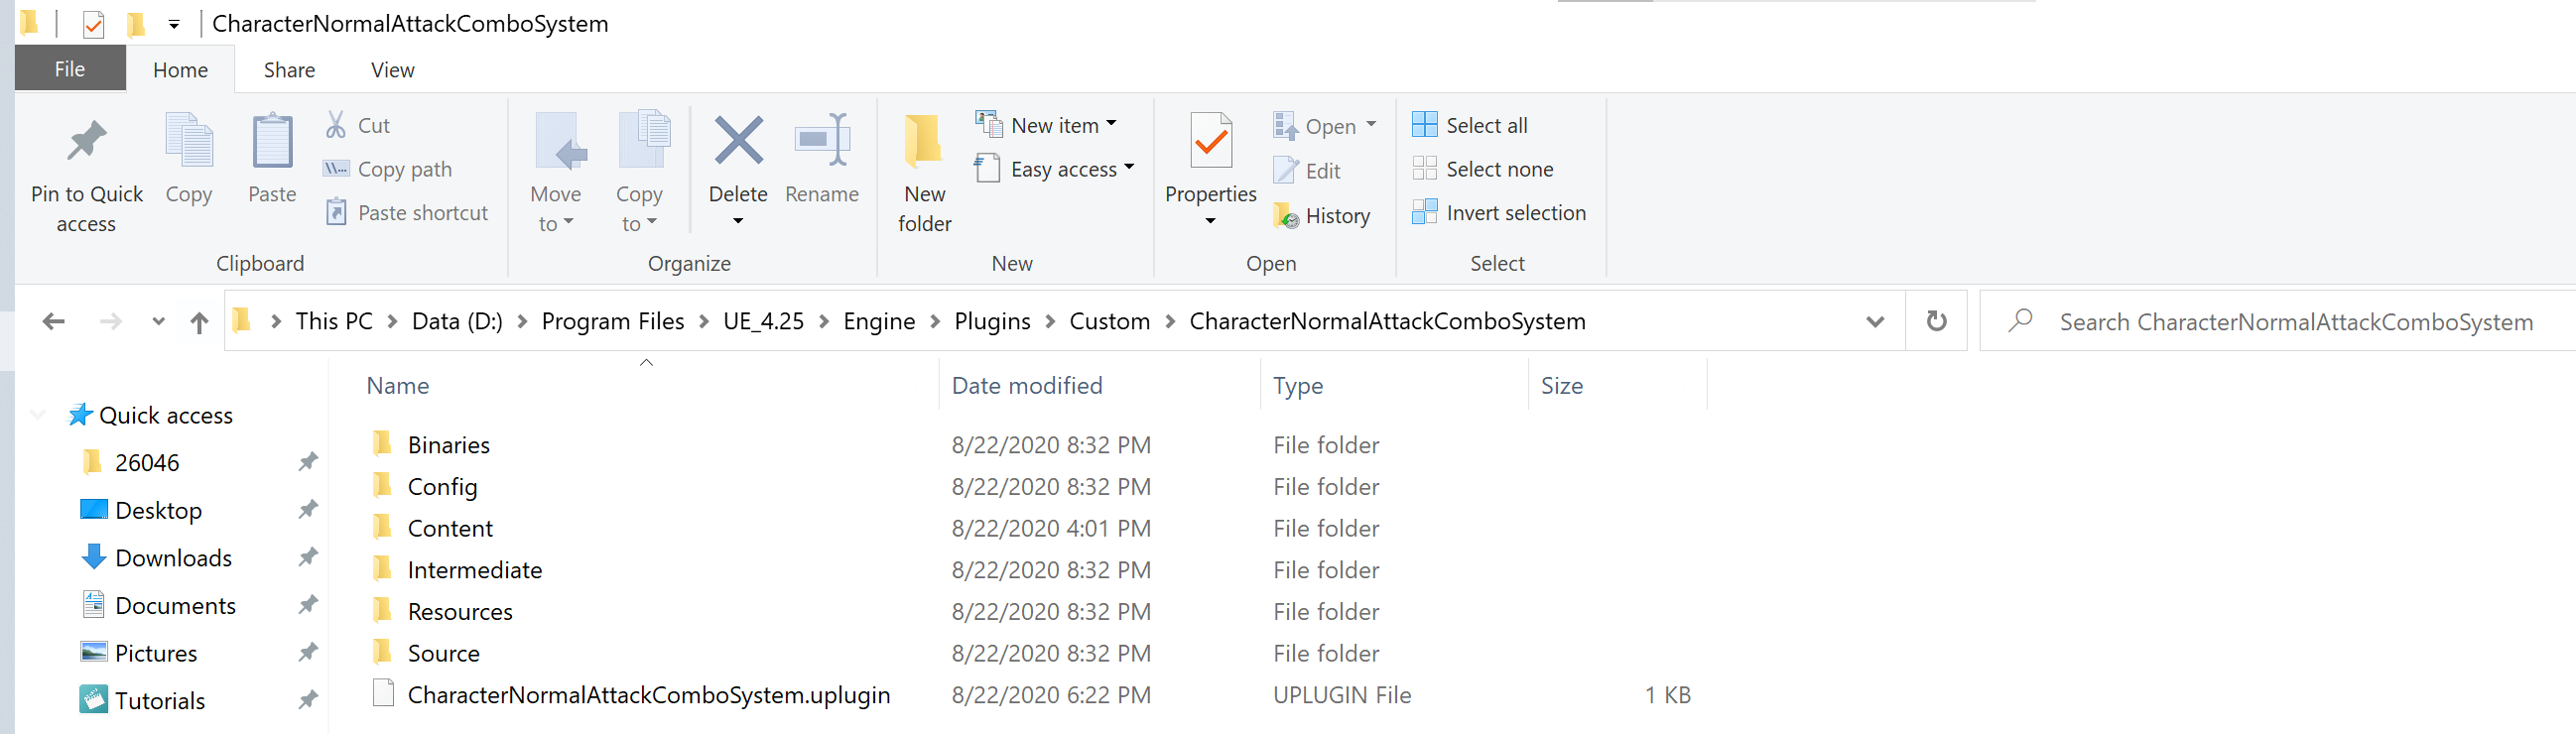 CharacterNormalAttackComboSystem
File Home Share View
Pin to Quick access
Copy
Paste
Cut
Copy path
Paste shortcut
Clipboard
Move to
Copy to
Delete
Rename
Organize
New folder
New item
Easy access
New
Properties
Open
Edit
History
Open
Select all
Select none
Invert selection
Select
This PC > Data (D:) > Program Files > UE_4.25 > Engine > Plugins > Custom > CharacterNormalAttackComboSystem
Search CharacterNormalAttackComboSystem
Quick access
26046
Desktop
Downloads
Documents
Pictures
Tutorials
Name Date modified Type Size
Binaries 8/22/2020 8:32 PM File folder
Config 8/22/2020 8:32 PM File folder
Content 8/22/2020 4:01 PM File folder
Intermediate 8/22/2020 8:32 PM File folder
Resources 8/22/2020 8:32 PM File folder
Source 8/22/2020 8:32 PM File folder
CharacterNormalAttackComboSystem.uplugin 8/22/2020 6:22 PM UPLUGIN File 1 KB